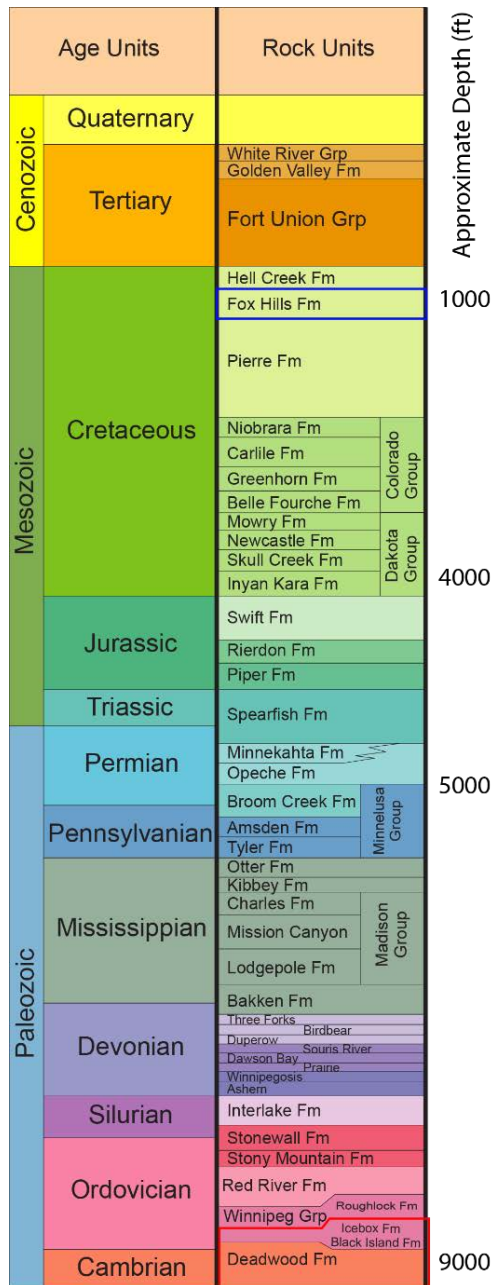 Age Units
Rock Units
Approximate Depth (ft)
Cenozoic
Quaternary
Tertiary
White River Grp
Golden Valley Fm
Fort Union Grp
Mesozoic
Cretaceous
Hell Creek Fm
Fox Hills Fm
1000
Pierre Fm
Niobrara Fm
Carlile Fm
Greenhorn Fm
Belle Fourche Fm
Colorado
Group
Mowry Fm
Newcastle Fm
Skull Creek Fm
Inyan Kara Fm
Dakota
Group
4000
Jurassic
Swift Fm
Rierdon Fm
Piper Fm
Triassic
Spearfish Fm
Paleozoic
Permian
Minnekahta Fm
Opeche Fm
5000
Broom Creek Fm
Pennsylvanian
Amsden Fm
Tyler Fm
Minnelusa
Group
Mississippian
Otter Fm
Kibbey Fm
Charles Fm
Mission Canyon
Lodgepole Fm
Madison
Group
Bakken Fm
Devonian
Three Forks
Birdbear
Duperow
Souris River
Dawson Bay
Praine
Winnipegosis
Ashern
Silurian
Interlake Fm
Ordovician
Stonewall Fm
Stony Mountain Fm
Red River Fm
Roughlock Fm
Winnipeg Grp
Icebox Fm
Black Island Fm
Cambrian
Deadwood Fm
9000